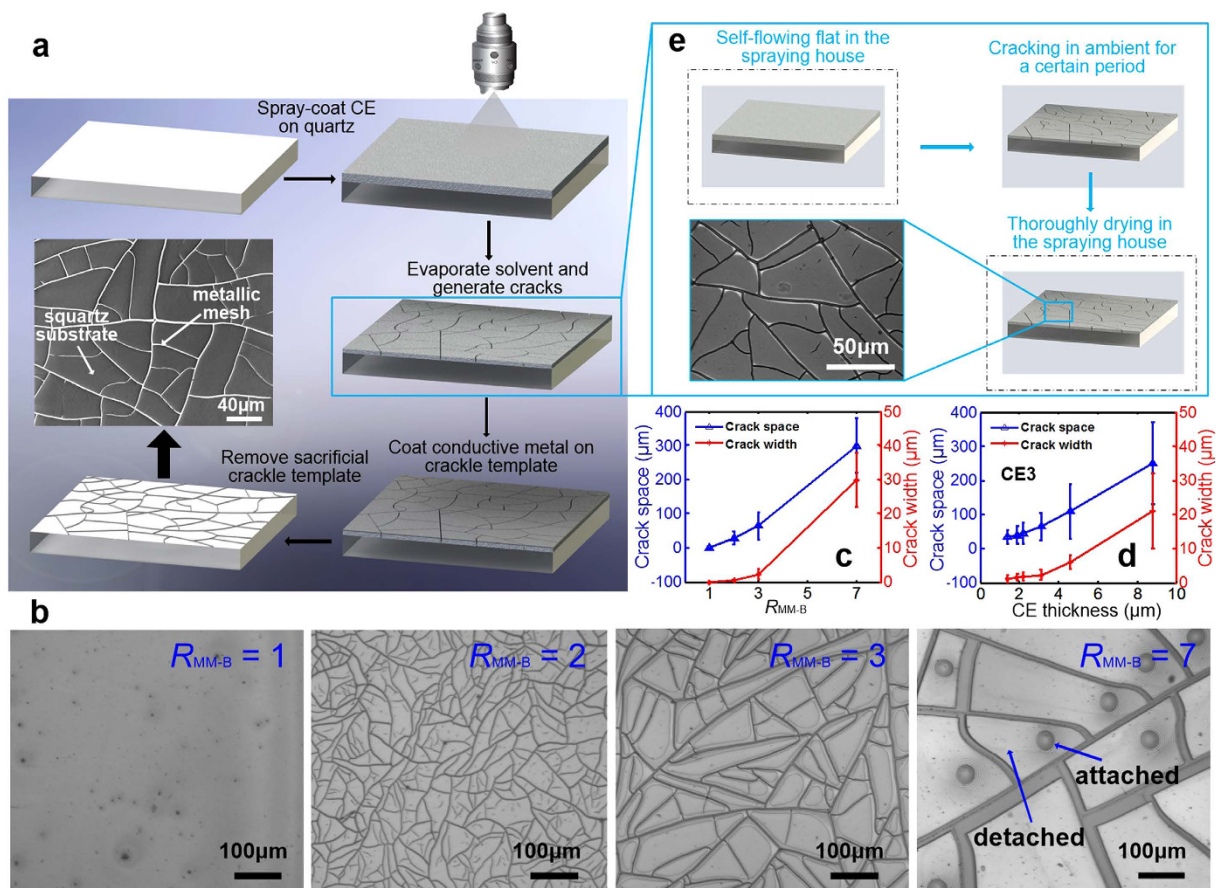 a
Spray-coat CE
on quartz
Evaporate solvent and
generate cracks
metallic
mesh
squartz
substrate
40μm
Remove sacrificial
crackle template
Coat conductive metal on
crackle template
e
Self-flowing flat in the
spraying house
Cracking in ambient for
a certain period
Thoroughly drying in
the spraying house
50μm
400
300
200
100
0
-100
Crack space (μm)
Crack space
Crack width
50
40
30
20
10
0
Crack width (μm)
c
1 3 5 7
RMM-B
400
300
200
100
0
-100
Crack space (μm)
Crack space
Crack width
CE3
50
40
30
20
10
0
Crack width (μm)
d
0 2 4 6 8 10
CE thickness (μm)
b
RMM-B = 1
100μm
RMM-B = 2
100μm
RMM-B = 3
100μm
RMM-B = 7
attached
detached
100μm